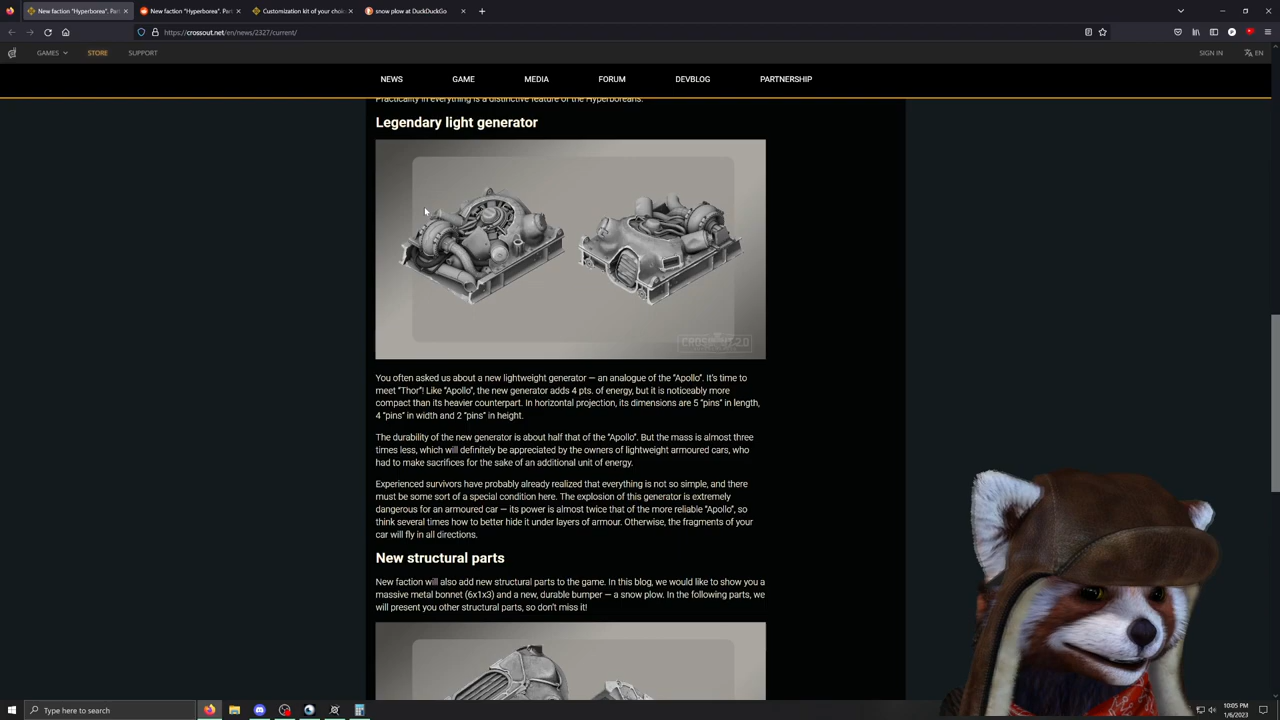 New faction "Hyperborea". Part
New faction "Hyperborea". Part
Customization kit of your choic
snow plow at DuckDuckGo
https://crossout.net/en/news/2327/current/
GAMES
STORE
SUPPORT
SIGN IN
EN
NEWS
GAME
MEDIA
FORUM
DEVBLOG
PARTNERSHIP
Practicality in everything is a distinctive feature of the Hyperboreans.
Legendary light generator
CROSSOUT 2.0
You often asked us about a new lightweight generator — an analogue of the "Apollo". It's time to
meet "Thor"! Like "Apollo", the new generator adds 4 pts. of energy, but it is noticeably more
compact than its heavier counterpart. In horizontal projection, its dimensions are 5 "pins" in length,
4 "pins" in width and 2 "pins" in height.
The durability of the new generator is about half that of the "Apollo". But the mass is almost three
times less, which will definitely be appreciated by the owners of lightweight armoured cars, who
had to make sacrifices for the sake of an additional unit of energy.
Experienced survivors have probably already realized that everything is not so simple, and there
must be some sort of a special condition here. The explosion of this generator is extremely
dangerous for an armoured car — its power is almost twice that of the more reliable "Apollo", so
think several times how to better hide it under layers of armour. Otherwise, the fragments of your
car will fly in all directions.
New structural parts
New faction will also add new structural parts to the game. In this blog, we would like to show you a
massive metal bonnet (6x1x3) and a new, durable bumper — a snow plow. In the following parts, we
will present you other structural parts, so don't miss it!
Type here to search
10:05 PM
1/6/2023